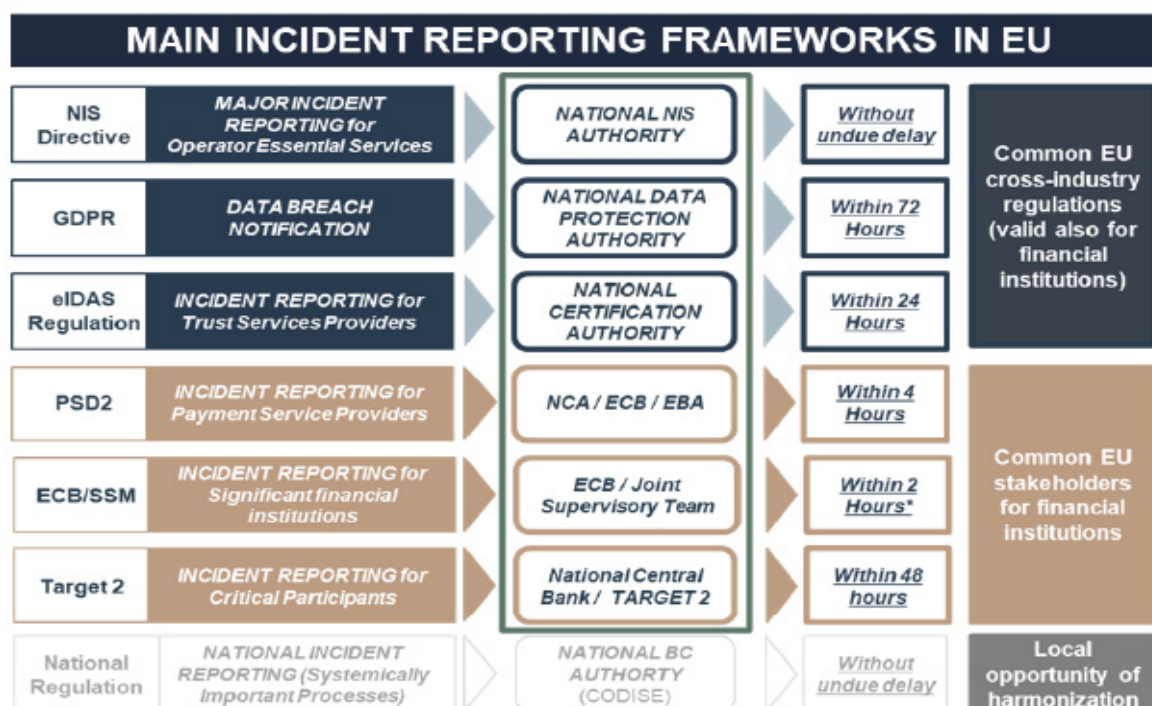 MAIN INCIDENT REPORTING FRAMEWORKS IN EU
NIS
Directive
MAJOR INCIDENT
REPORTING for
Operator Essential Services
NATIONAL NIS
AUTHORITY
Without
undue delay
GDPR
DATA BREACH
NOTIFICATION
NATIONAL DATA
PROTECTION
AUTHORITY
Within 72
Hours
eIDAS
Regulation
INCIDENT REPORTING for
Trust Services Providers
NATIONAL
CERTIFICATION
AUTHORITY
Within 24
Hours
Common EU
cross-industry
regulations
(valid also for
financial
institutions)
PSD2
INCIDENT REPORTING for
Payment Service Providers
NCA / ECB / EBA
Within 4
Hours
ECB/SSM
INCIDENT REPORTING for
Significant financial
institutions
ECB / Joint
Supervisory Team
Within 2
Hours*
Target 2
INCIDENT REPORTING for
Critical Participants
National Central
Bank / TARGET 2
Within 48
hours
Common EU
stakeholders
for financial
institutions
National
Regulation
NATIONAL INCIDENT
REPORTING (Systemically
Important Processes)
NATIONAL BC
AUTHORTY
(CODISE)
Without
undue delay
Local
opportunity of
harmonization